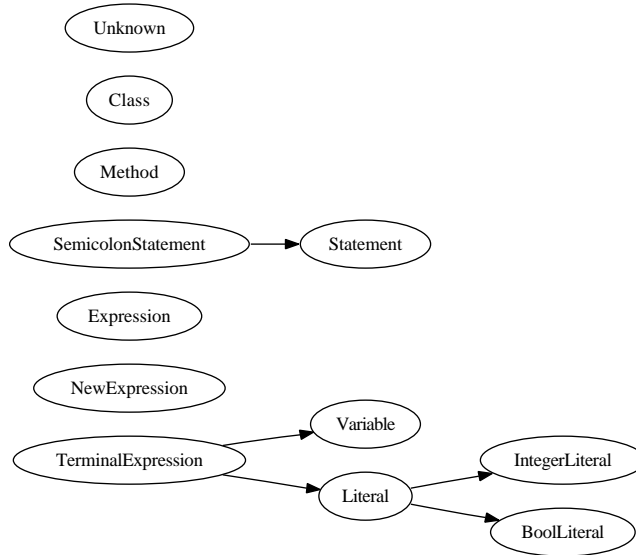 Unknown
Class
Method
SemicolonStatement
Statement
Expression
NewExpression
Variable
TerminalExpression
IntegerLiteral
Literal
BoolLiteral